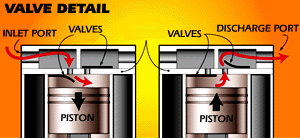 VALVE DETAIL
INLET PORT
VALVES
VALVES
DISCHARGE PORT
PISTON
PISTON